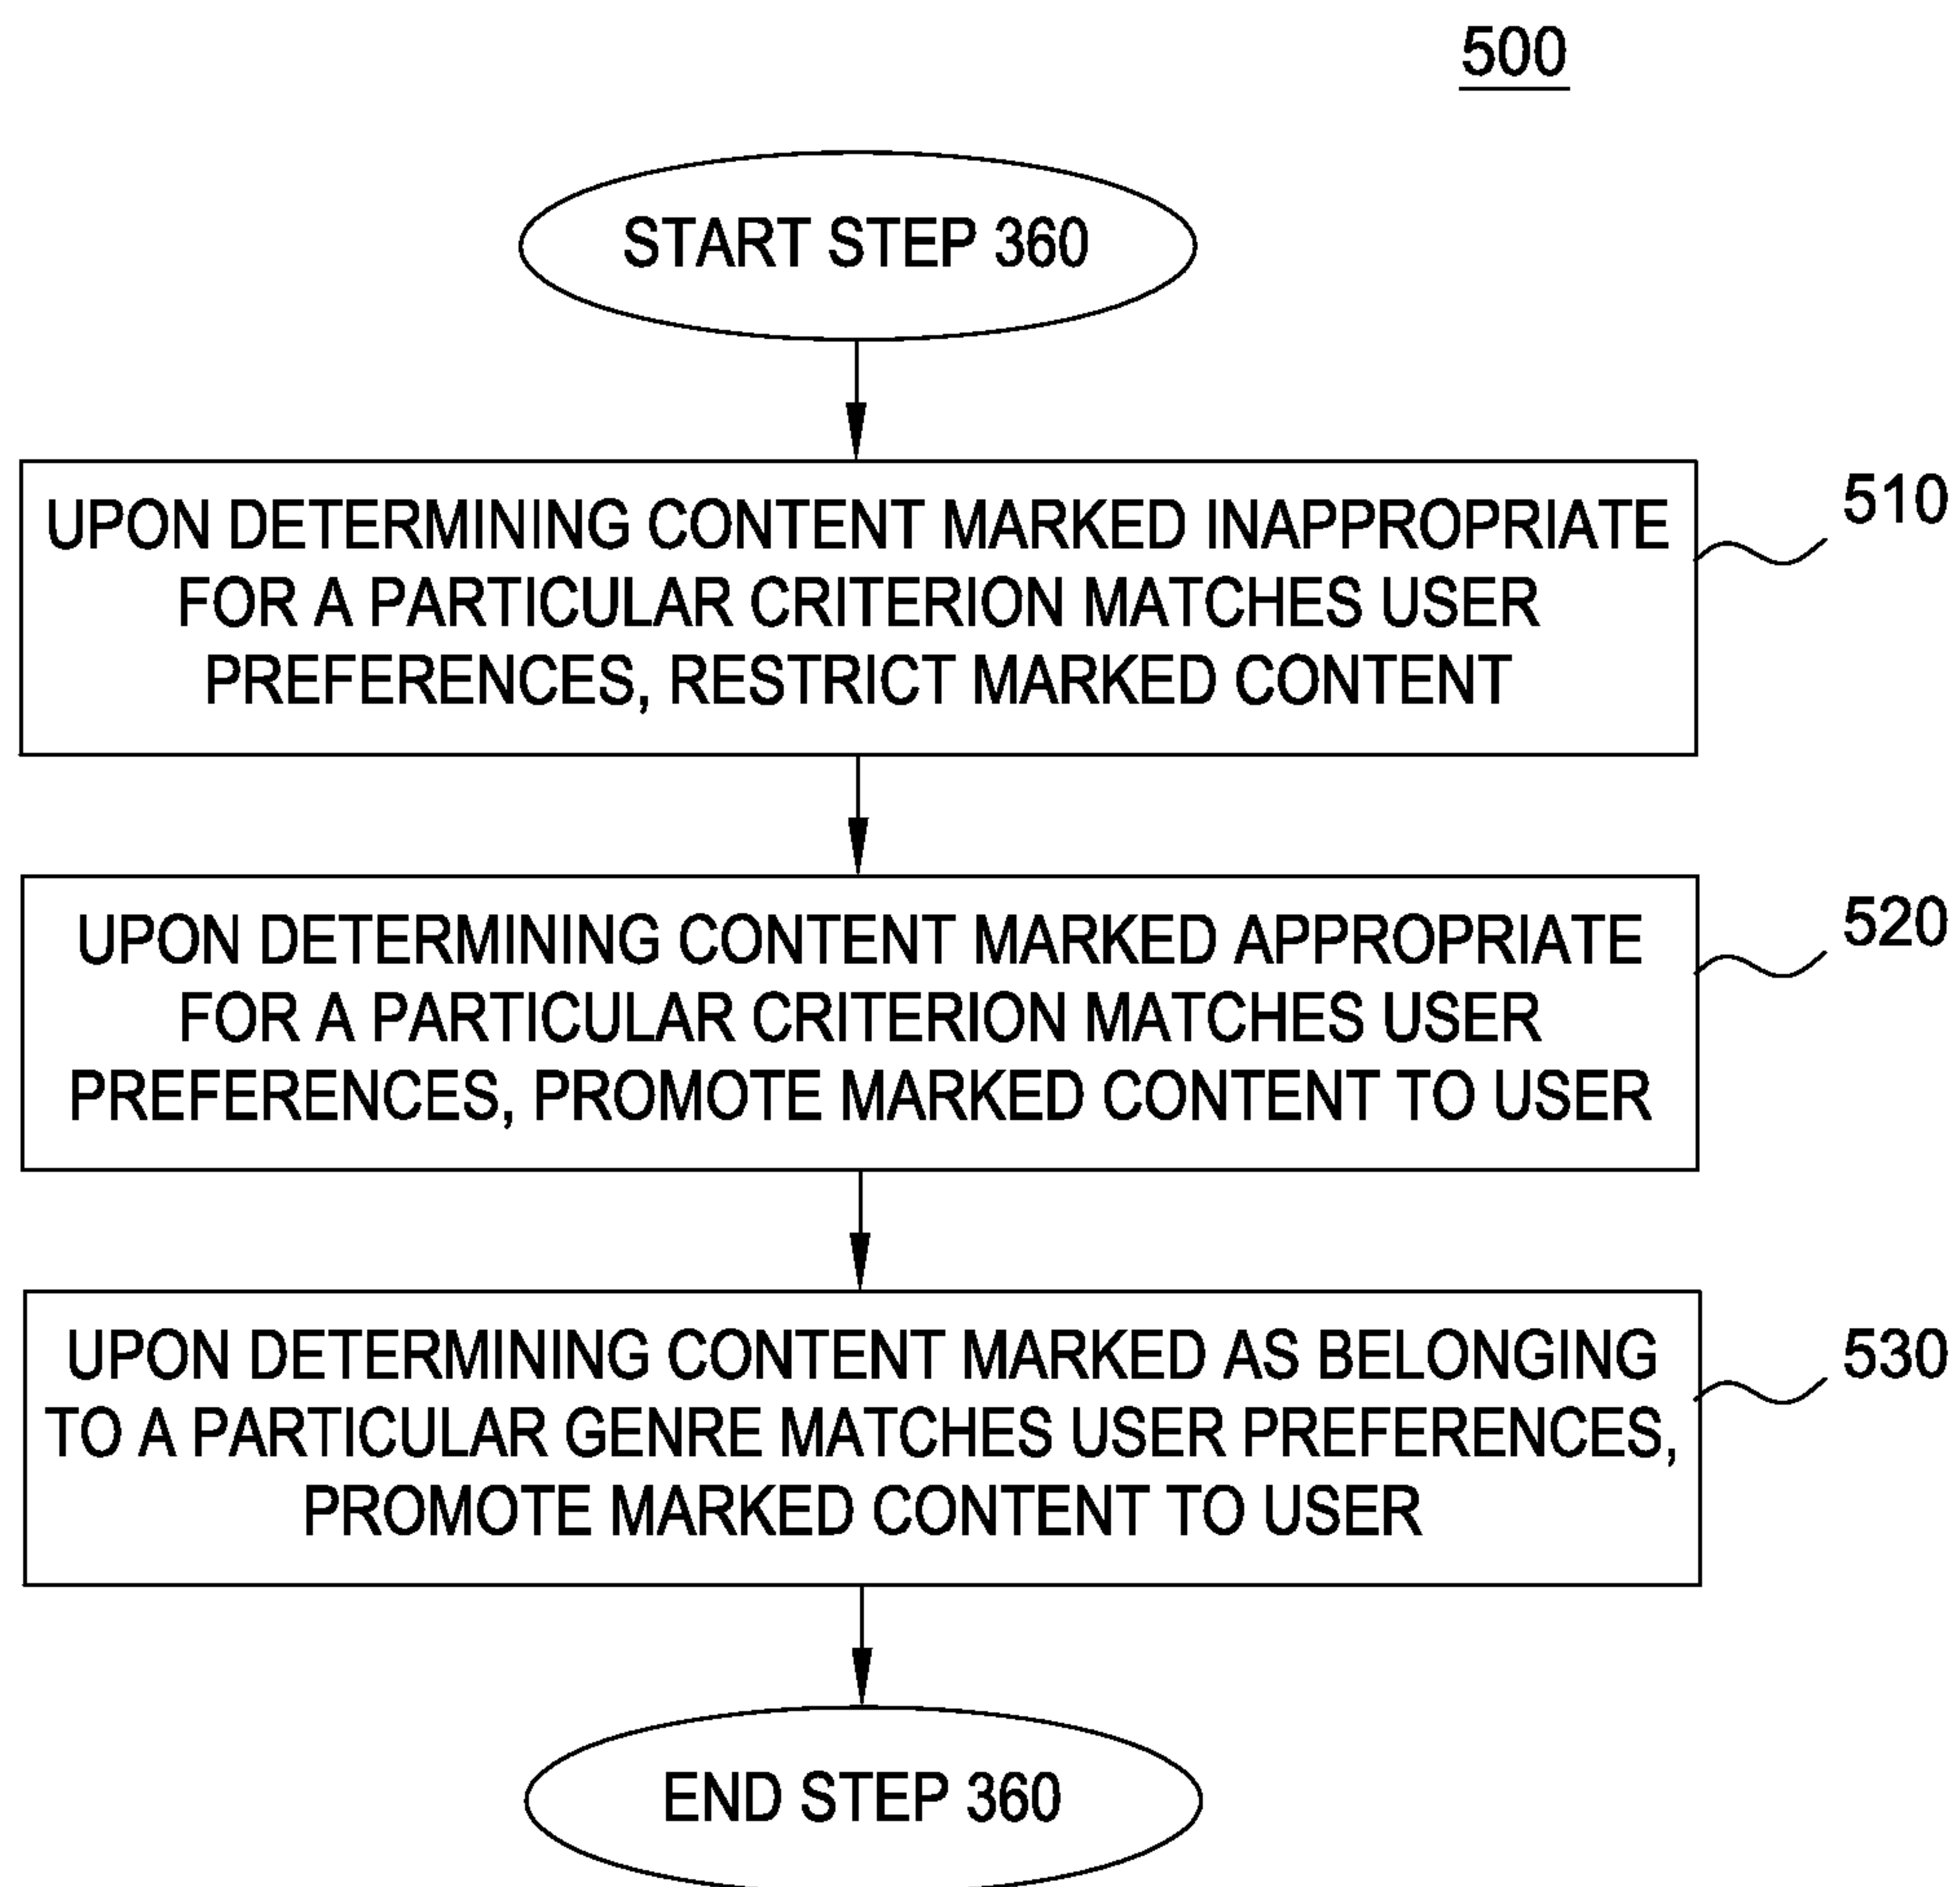 500
START STEP 360
UPON DETERMINING CONTENT MARKED INAPPROPRIATE
FOR A PARTICULAR CRITERION MATCHES USER
PREFERENCES, RESTRICT MARKED CONTENT
510
UPON DETERMINING CONTENT MARKED APPROPRIATE
FOR A PARTICULAR CRITERION MATCHES USER
PREFERENCES, PROMOTE MARKED CONTENT TO USER
520
UPON DETERMINING CONTENT MARKED AS BELONGING
TO A PARTICULAR GENRE MATCHES USER PREFERENCES,
PROMOTE MARKED CONTENT TO USER
530
END STEP 360